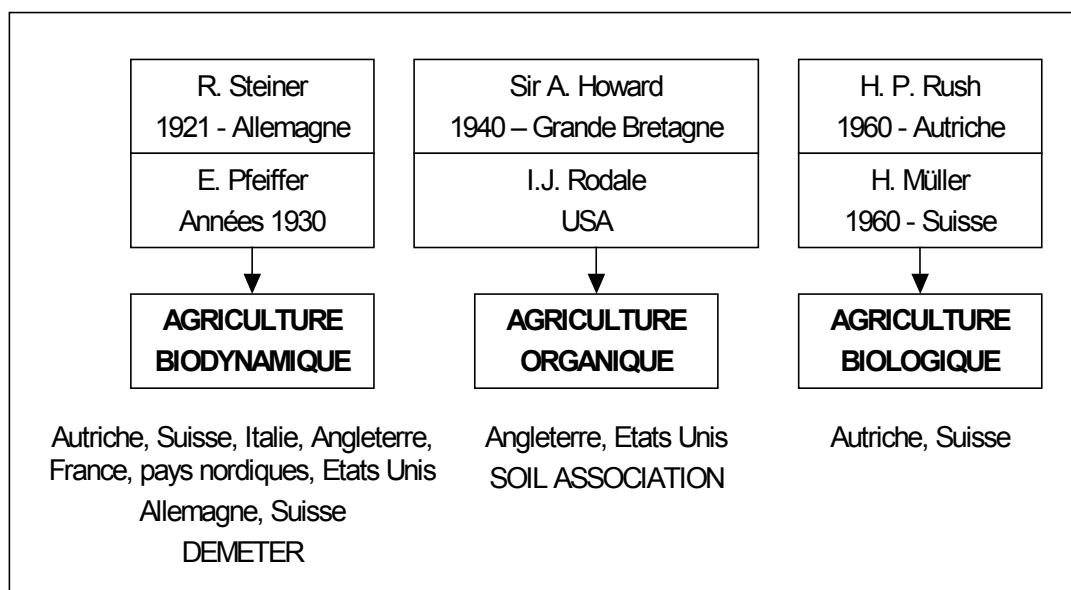 R. Steiner
1921 - Allemagne
E. Pfeiffer
Années 1930
AGRICULTURE
BIODYNAMIQUE
Autriche, Suisse, Italie, Angleterre,
France, pays nordiques, Etats Unis
Allemagne, Suisse
DEMETER
Sir A. Howard
1940 – Grande Bretagne
I.J. Rodale
USA
AGRICULTURE
ORGANIQUE
Angleterre, Etats Unis
SOIL ASSOCIATION
H. P. Rush
1960 - Autriche
H. Müller
1960 - Suisse
AGRICULTURE
BIOLOGIQUE
Autriche, Suisse